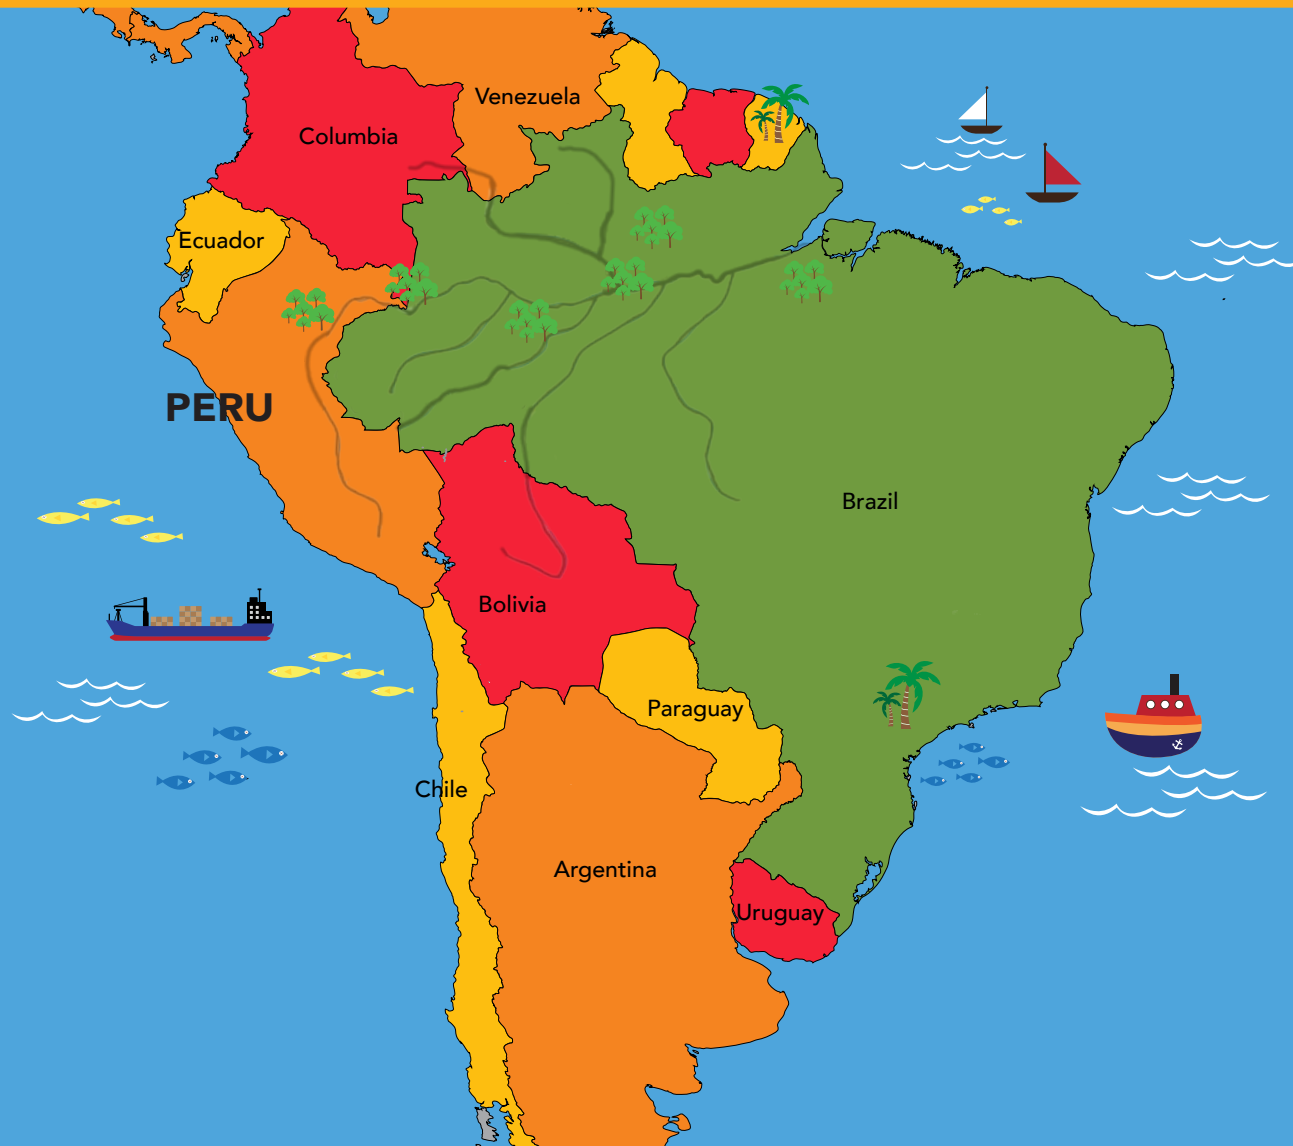 Venezuela
Columbia
Ecuador
PERU
Brazil
Bolivia
Paraguay
Chile
Argentina
Uruguay